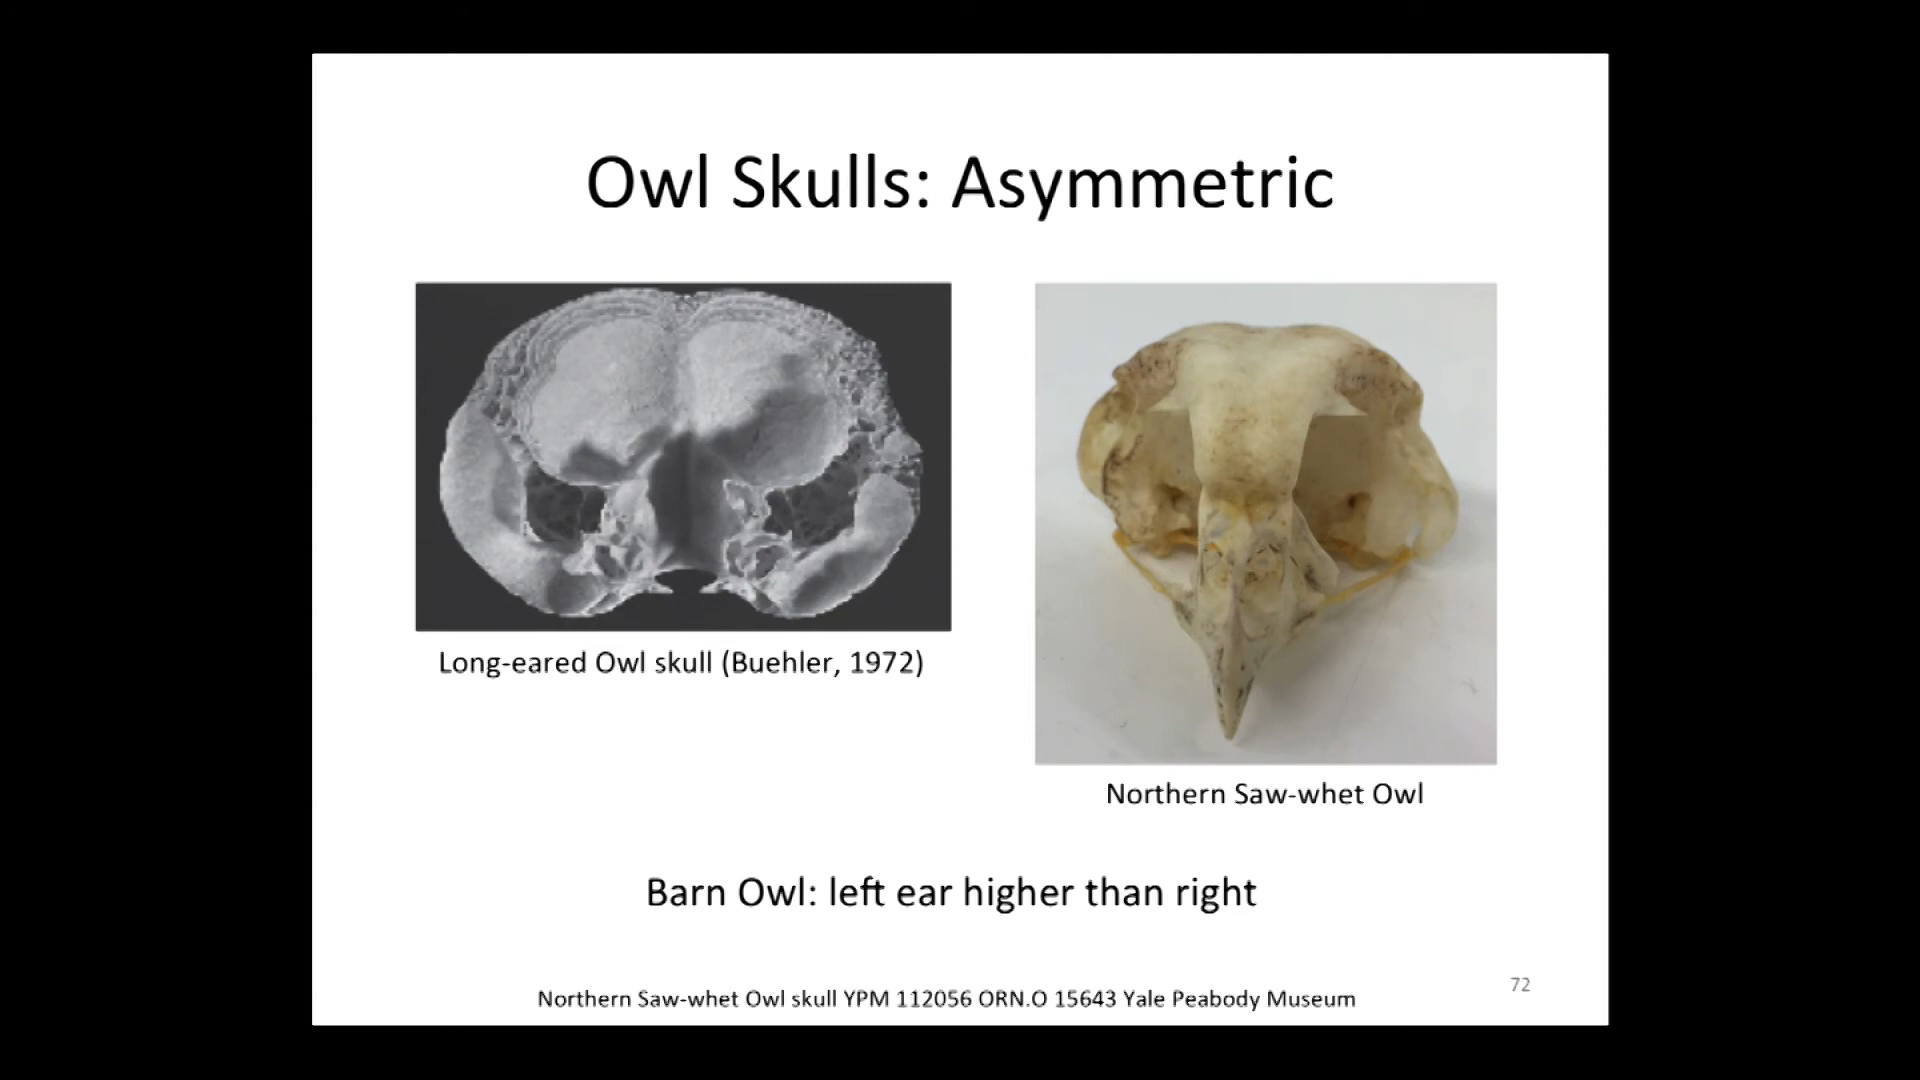 Owl Skulls: Asymmetric
Long-eared Owl skull (Buehler, 1972)
Northern Saw-whet Owl
Barn Owl: left ear higher than right
Northern Saw-whet Owl skull YPM 112056 ORN.O 15643 Yale Peabody Museum
72